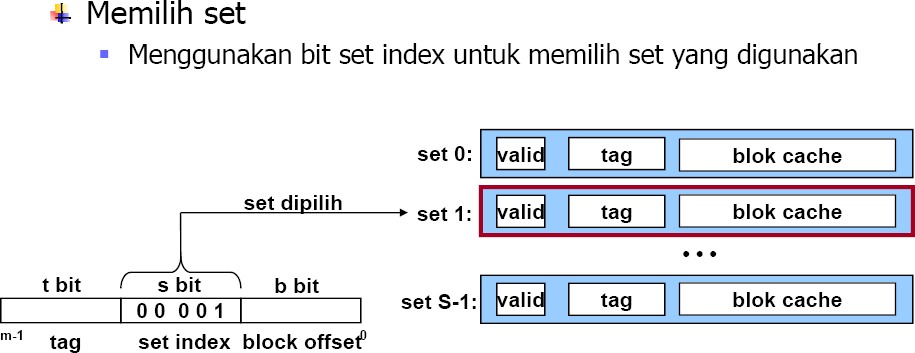 Memilih set
Menggunakan bit set index untuk memilih set yang digunakan
set 0: valid tag blok cache
set dipilih
set 1: valid tag blok cache
• • •
t bit s bit b bit
set S-1: valid tag blok cache
0 0 0 0 1
m-1 tag set index block offset 0